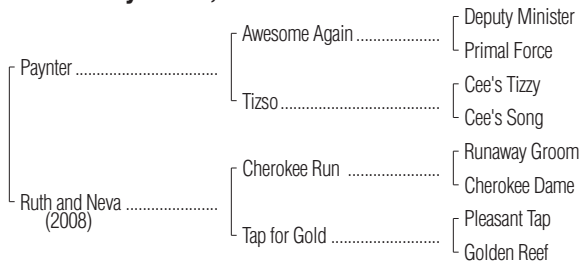 Deputy Minister
Awesome Again
Primal Force
Paynter
Cee's Tizzy
Tizso
Cee's Song
Runaway Groom
Cherokee Run
Cherokee Dame
Ruth and Neva
(2008)
Pleasant Tap
Tap for Gold
Golden Reef